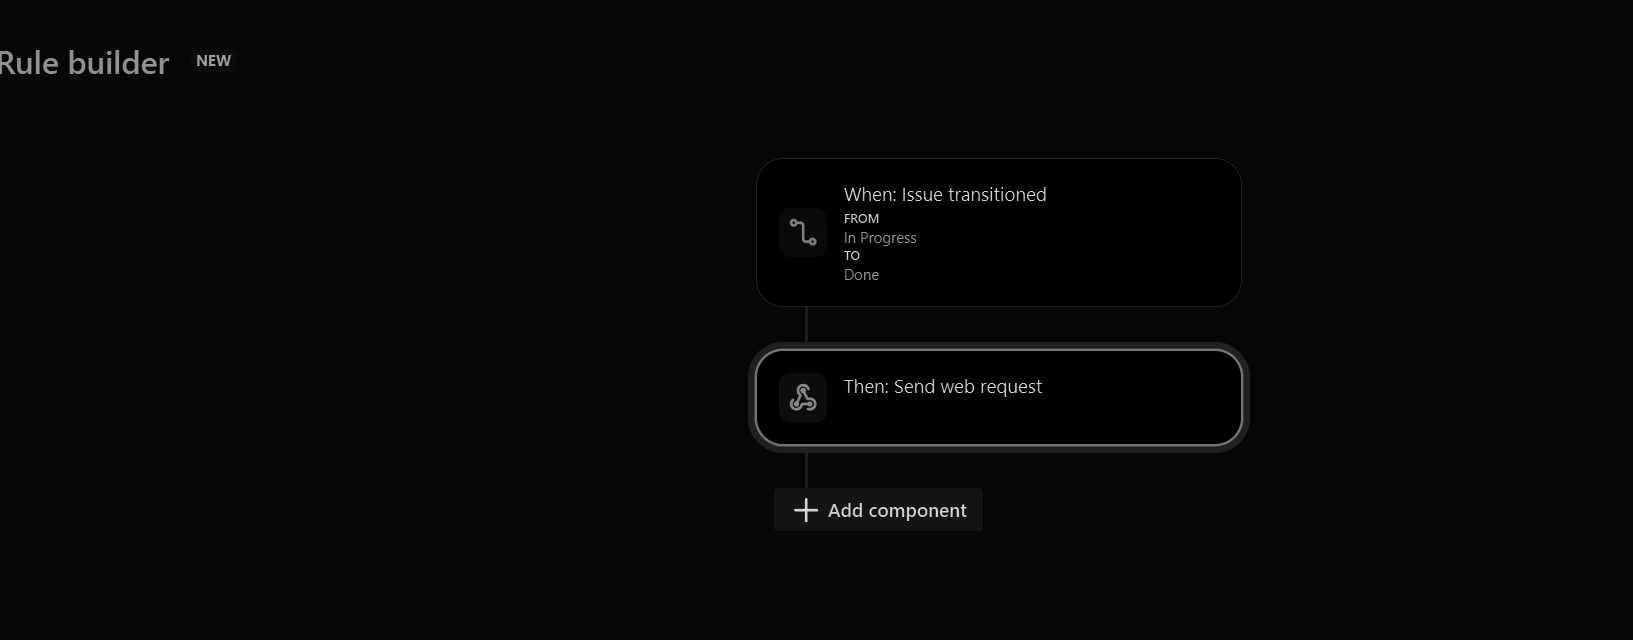 Rule builder NEW
When: Issue transitioned
FROM
In Progress
TO
Done
Then: Send web request
Add component